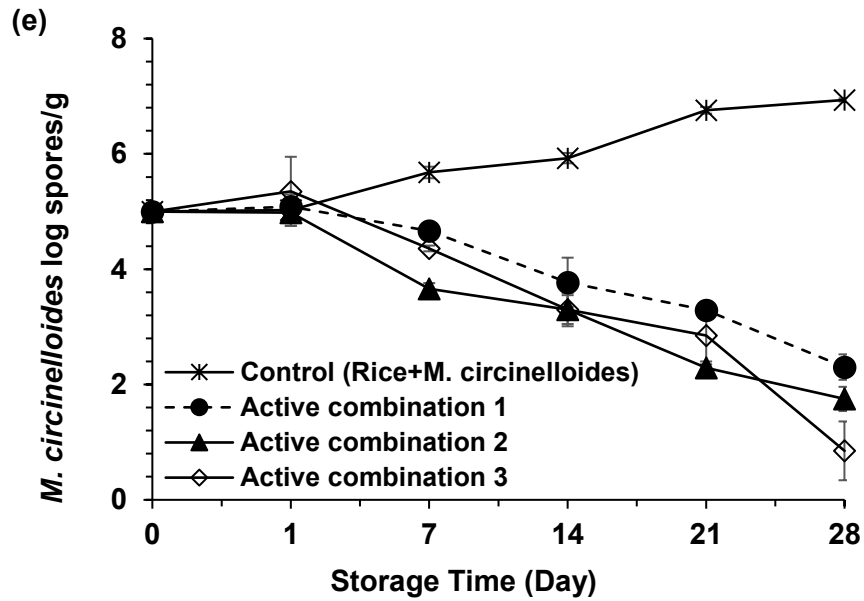 (e)
8
6
4
2
0
M. circinelloides log spores/g
Control (Rice+M. circinelloides)
Active combination 1
Active combination 2
Active combination 3
0 1 7 14 21 28
Storage Time (Day)